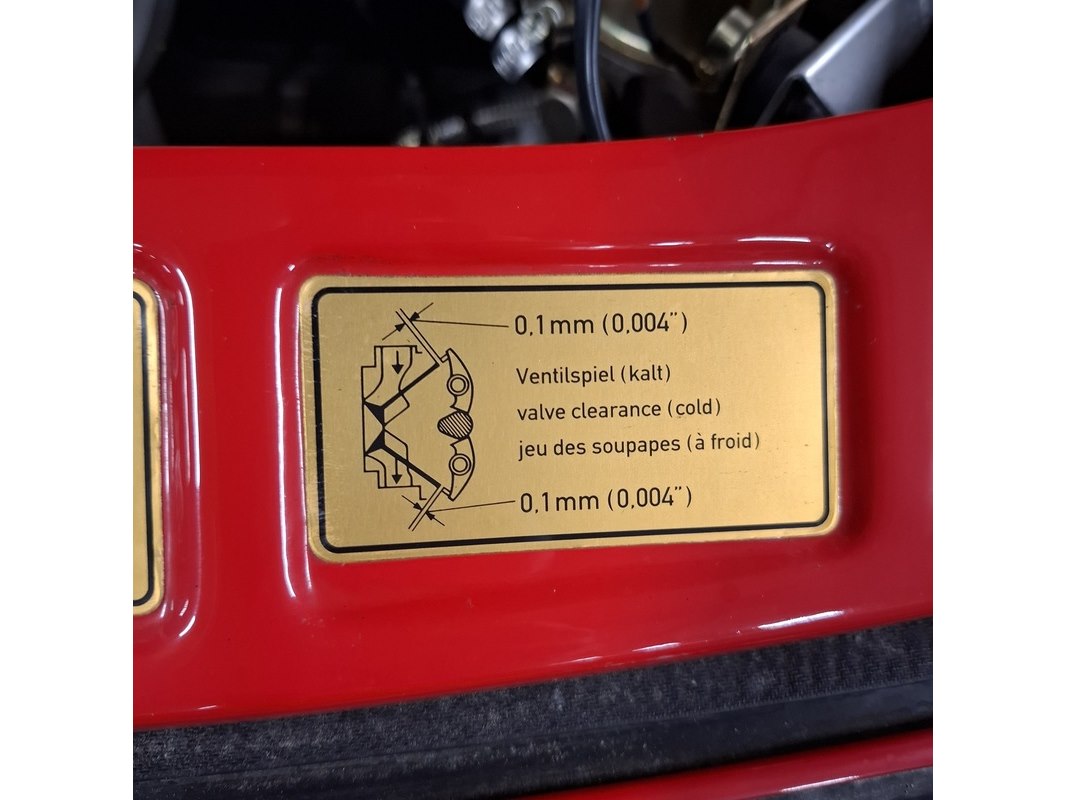 0,1mm (0,004”)
Ventilspiel (kalt)
valve clearance (cold)
jeu des soupapes (à froid)
0,1mm (0,004”)